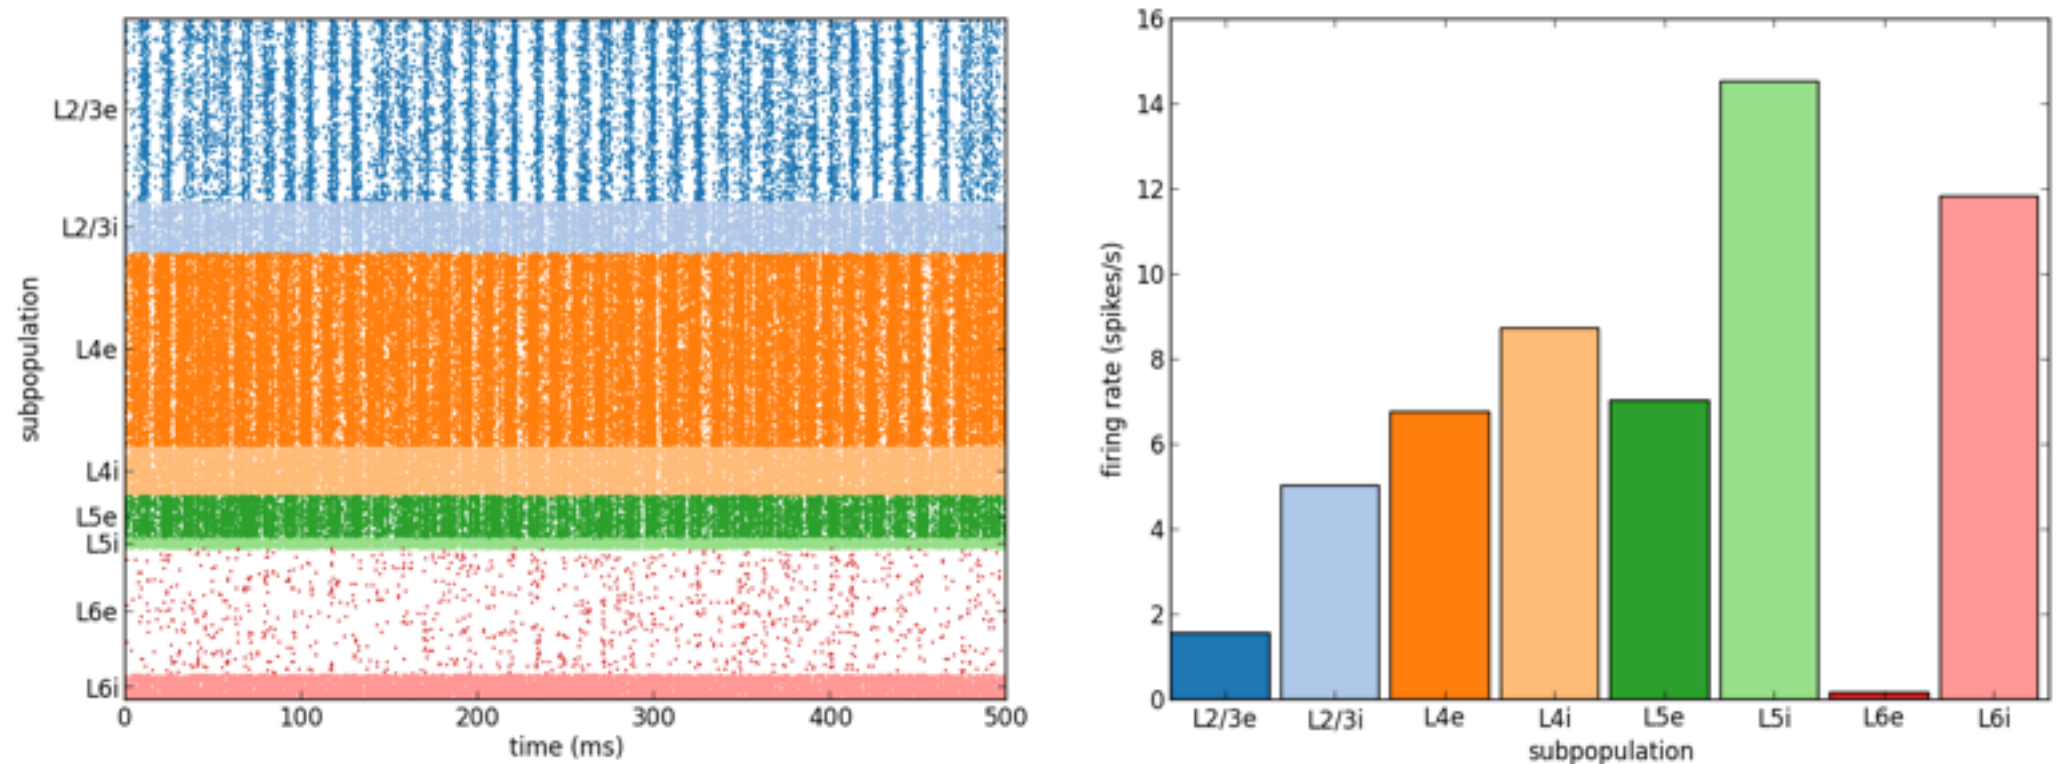 subpopulation
L2/3e
L2/3i
L4e
L4i
L5e
L5i
L6e
L6i
0 100 200 300 400 500
time (ms)
firing rate (spikes/s)
16
14
12
10
8
6
4
2
0
L2/3e L2/3i L4e L4i L5e L5i L6e L6i
subpopulation